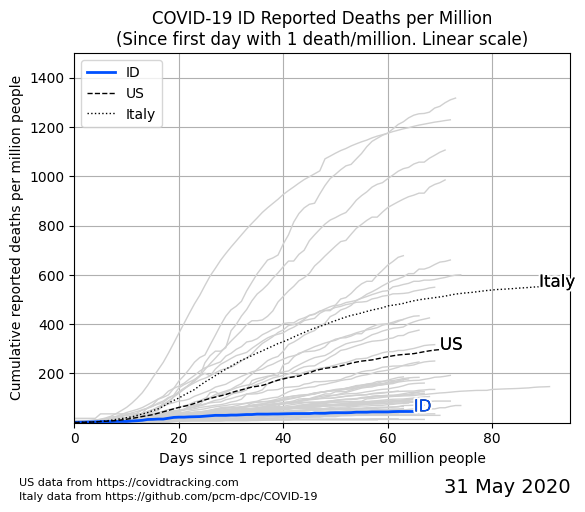 COVID-19 ID Reported Deaths per Million
(Since first day with 1 death/million. Linear scale)
ID
US
Italy
1400
1200
1000
800
600
400
200
Cumulative reported deaths per million people
Italy
US
ID
0
20
40
60
80
Days since 1 reported death per million people
US data from https://covidtracking.com
Italy data from https://github.com/pcm-dpc/COVID-19
31 May 2020